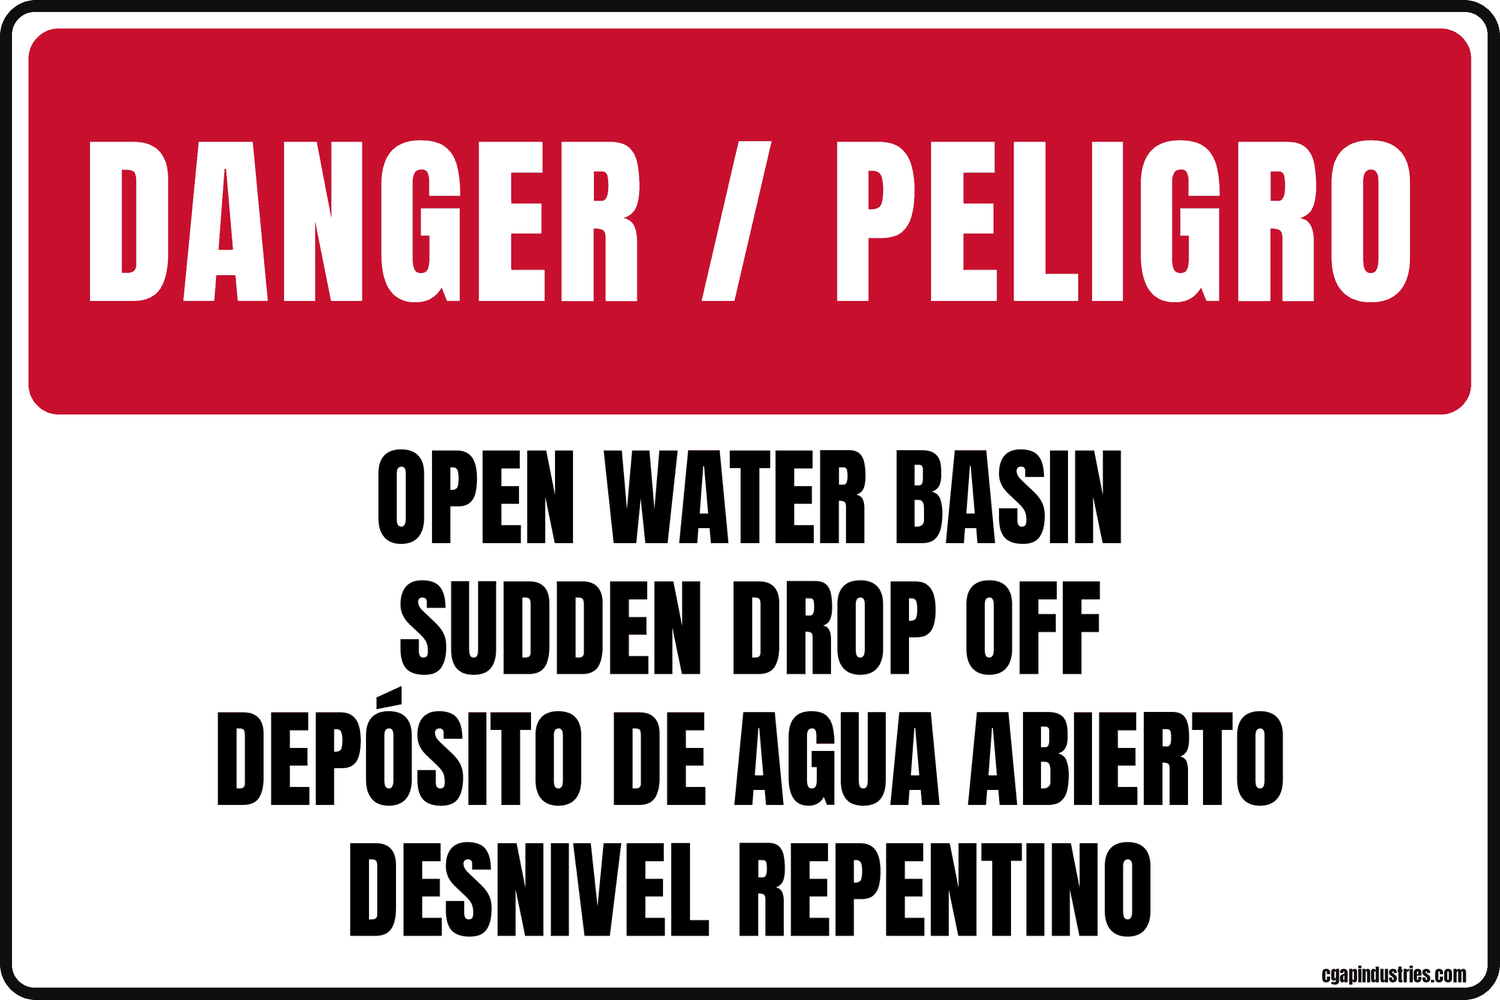 DANGER / PELIGRO
OPEN WATER BASIN
SUDDEN DROP OFF
DEPÓSITO DE AGUA ABIERTO
DESNIVEL REPENTINO
cgapindustries.com